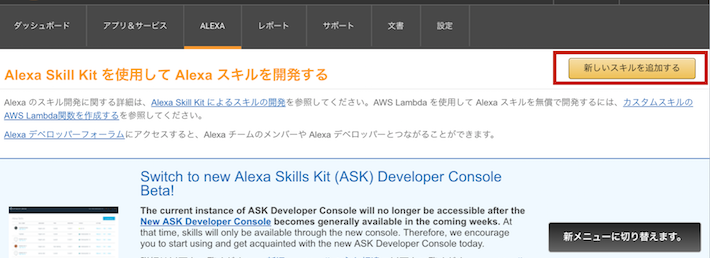 ダッシュボード アプリ＆サービス ALEXA レポート サポート 文書 設定
Alexa Skill Kit を使用して Alexa スキルを開発する
新しいスキルを追加する
Alexa のスキル開発に関する詳細は、Alexa Skill Kit によるスキルの開発を参照してください。AWS Lambda を使用して Alexa スキルを無償で開発するには、カスタムスキルの
AWS Lambda関数を作成するを参照してください。
Alexa デベロッパーフォーラムにアクセスすると、Alexa チームのメンバーや Alexa デベロッパーとつながることができます。
Switch to new Alexa Skills Kit (ASK) Developer Console
Beta!
The current instance of ASK Developer Console will no longer be accessible after the
New ASK Developer Console becomes generally available in the coming weeks. At
that time, skills will only be available through the new console. Therefore, we encourage
you to start using and get acquainted with the new ASK Developer Console today.
新メニューに切り替えます。